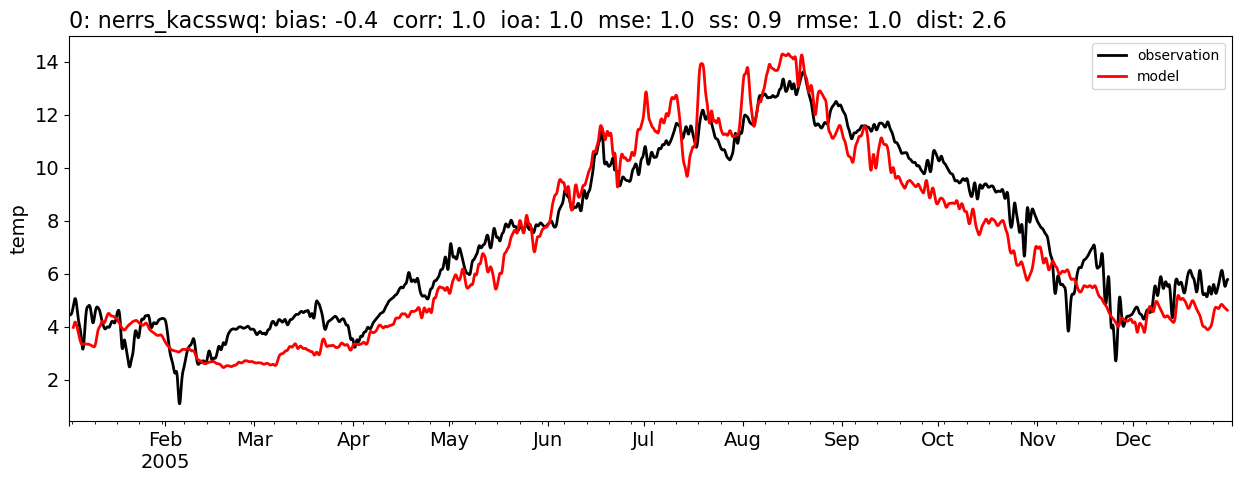 0: nerrs_kacsswq: bias: -0.4  corr: 1.0  ioa: 1.0  mse: 1.0  ss: 0.9  rmse: 1.0  dist: 2.6
observation
model
14
12
10
8
6
4
2
temp
Feb Mar Apr May Jun Jul Aug Sep Oct Nov Dec
2005